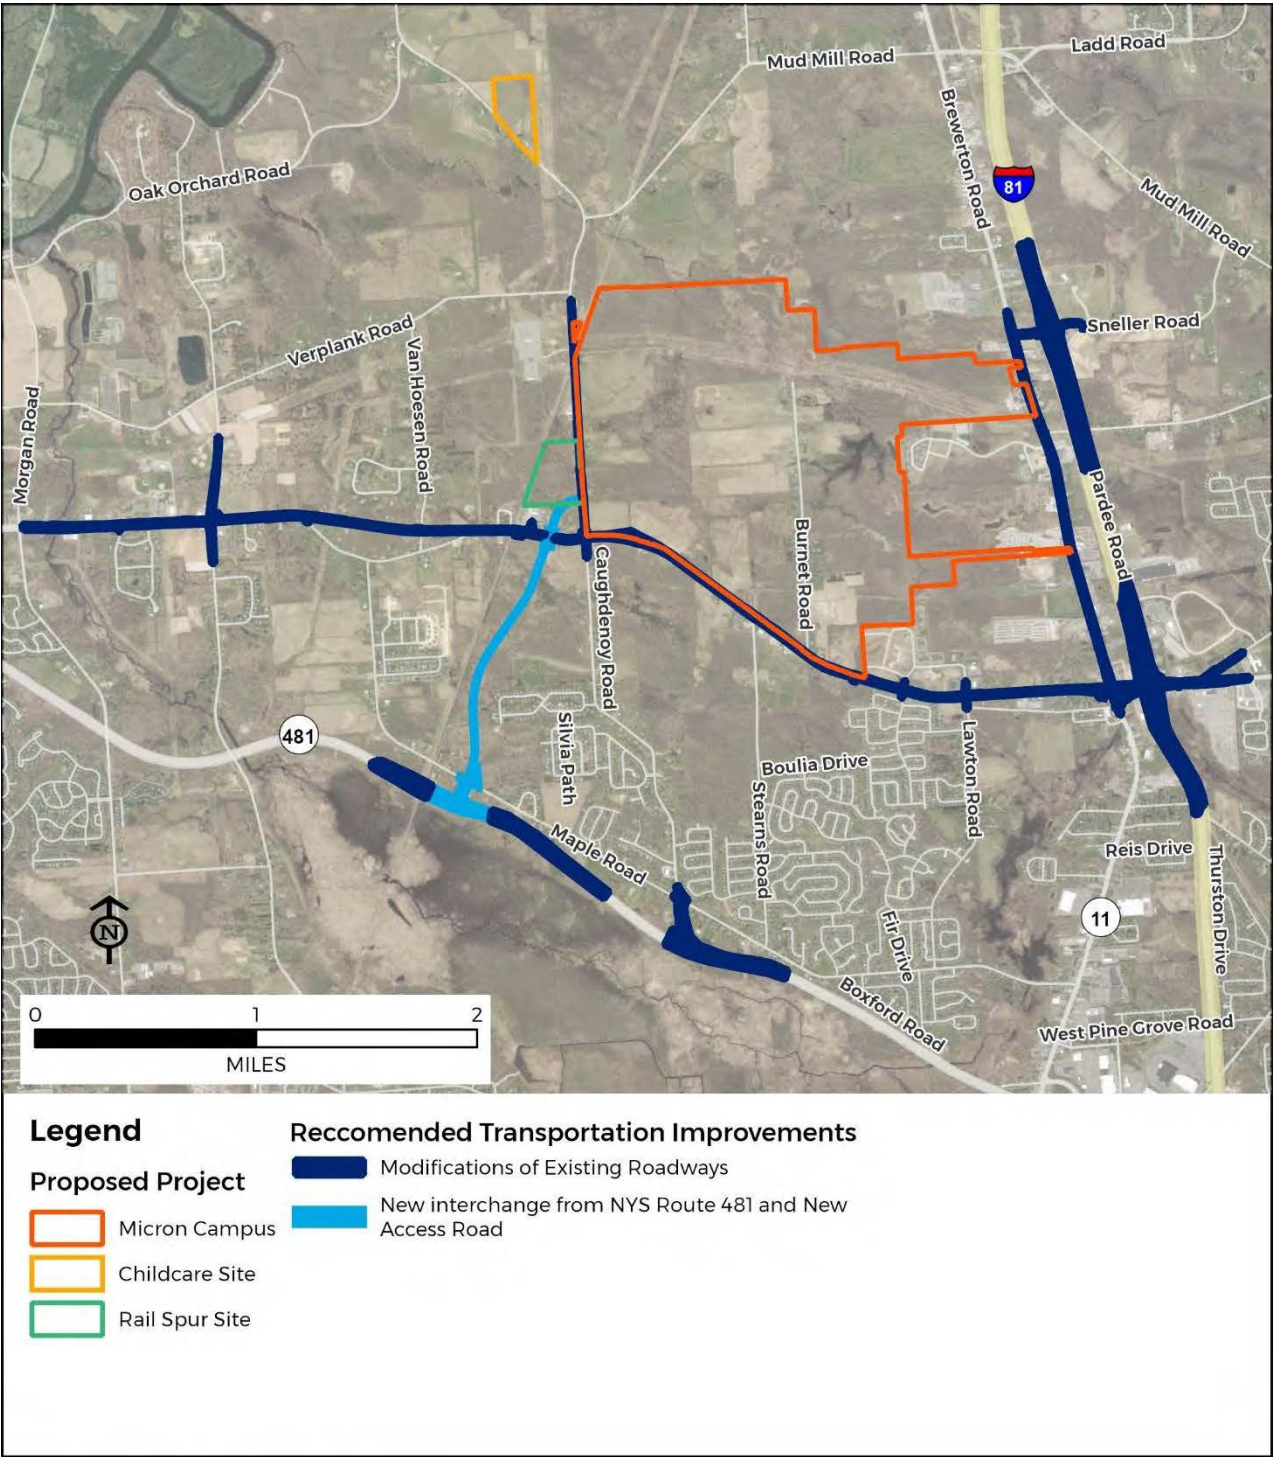 Mud Mill Road
Ladd Road
Brewerton Road
81
Oak Orchard Road
Mud Mill Road
Sneller Road
Verplank Road
Van Hoesen Road
Morgan Road
Pardee Road
Burnet Road
Caughdenoy Road
Silvia Path
481
Boulia Drive
Lawton Road
Stearns Road
Maple Road
Reis Drive
Thurston Drive
11
Fir Drive
Boxford Road
West Pine Grove Road
N
0 1 2
MILES
Legend
Proposed Project
Micron Campus
Childcare Site
Rail Spur Site
Reccomended Transportation Improvements
Modifications of Existing Roadways
New interchange from NYS Route 481 and New
Access Road